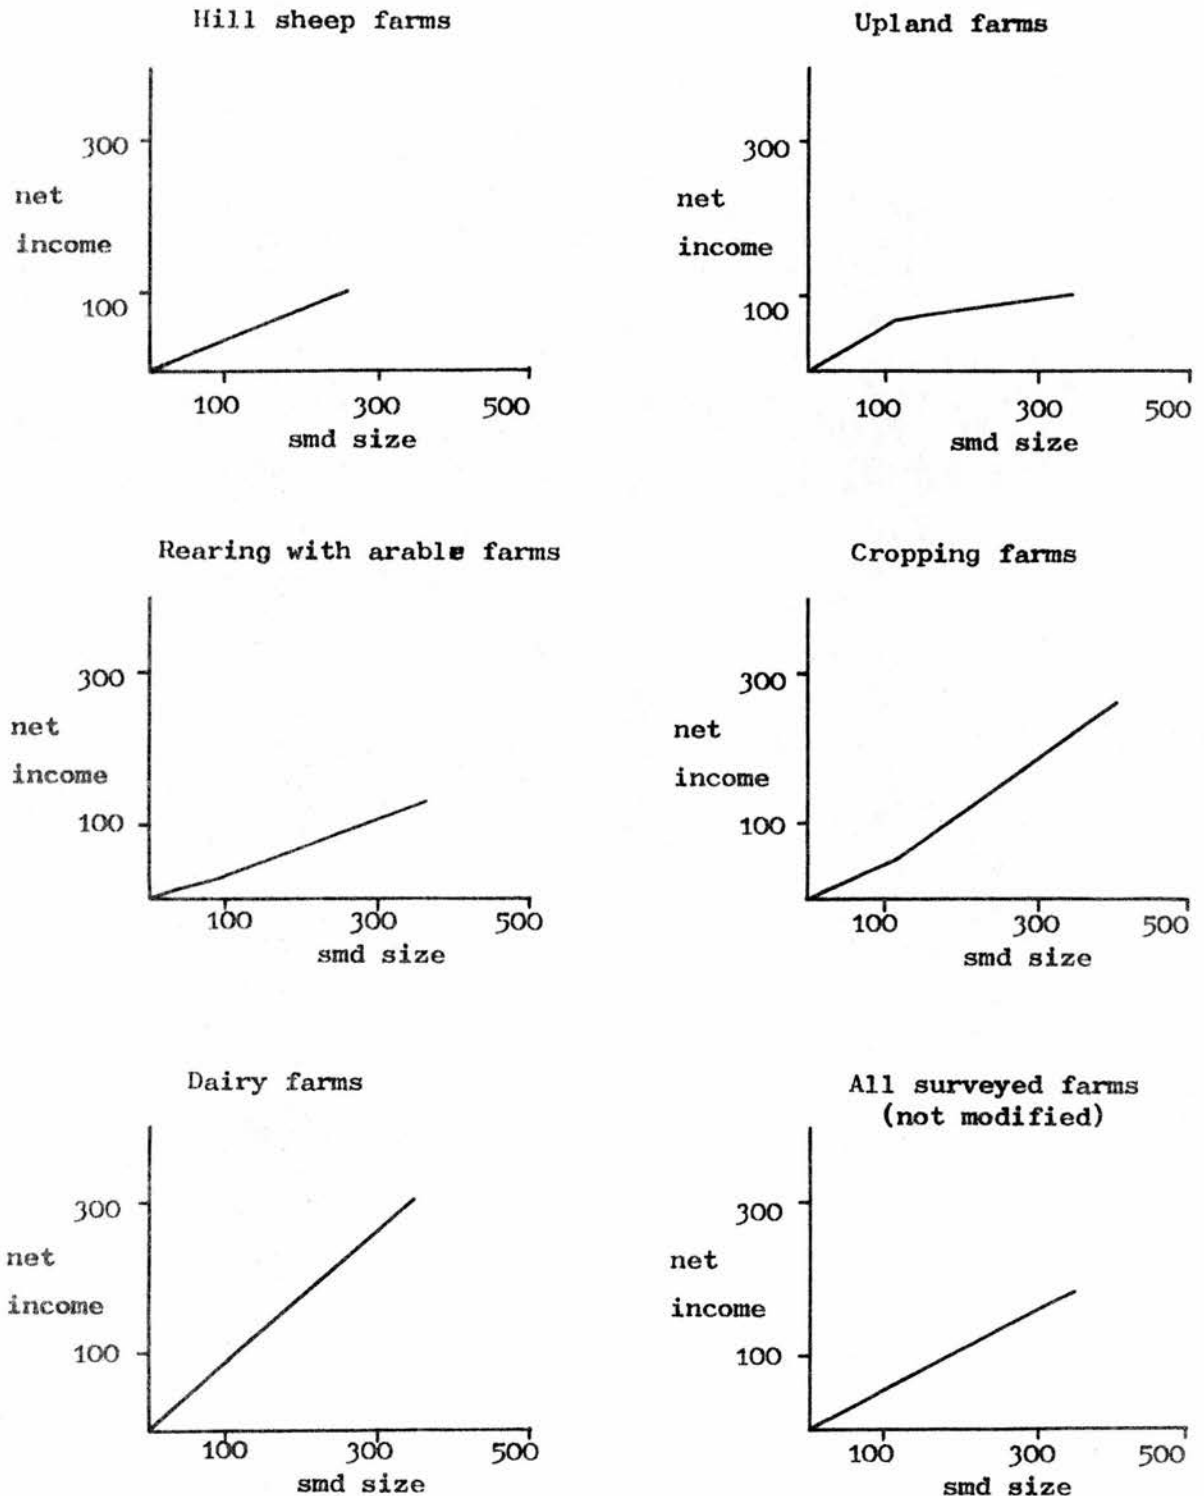 Hill sheep farms
300
net
income
100
100 300 500
smd size
Upland farms
300
net
income
100
100 300 500
smd size
Rearing with arable farms
300
net
income
100
100 300 500
smd size
Cropping farms
300
net
income
100
100 300 500
smd size
Dairy farms
300
net
income
100
100 300 500
smd size
All surveyed farms
(not modified)
300
net
income
100
100 300 500
smd size